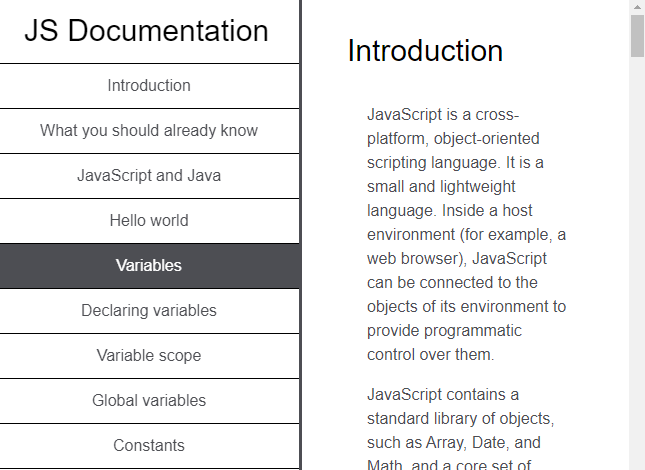 JS Documentation
Introduction
What you should already know
JavaScript and Java
Hello world
Variables
Declaring variables
Variable scope
Global variables
Constants
Introduction
JavaScript is a cross-
platform, object-oriented
scripting language. It is a
small and lightweight
language. Inside a host
environment (for example, a
web browser), JavaScript
can be connected to the
objects of its environment to
provide programmatic
control over them.
JavaScript contains a
standard library of objects,
such as Array, Date, and
Math, and a core set of